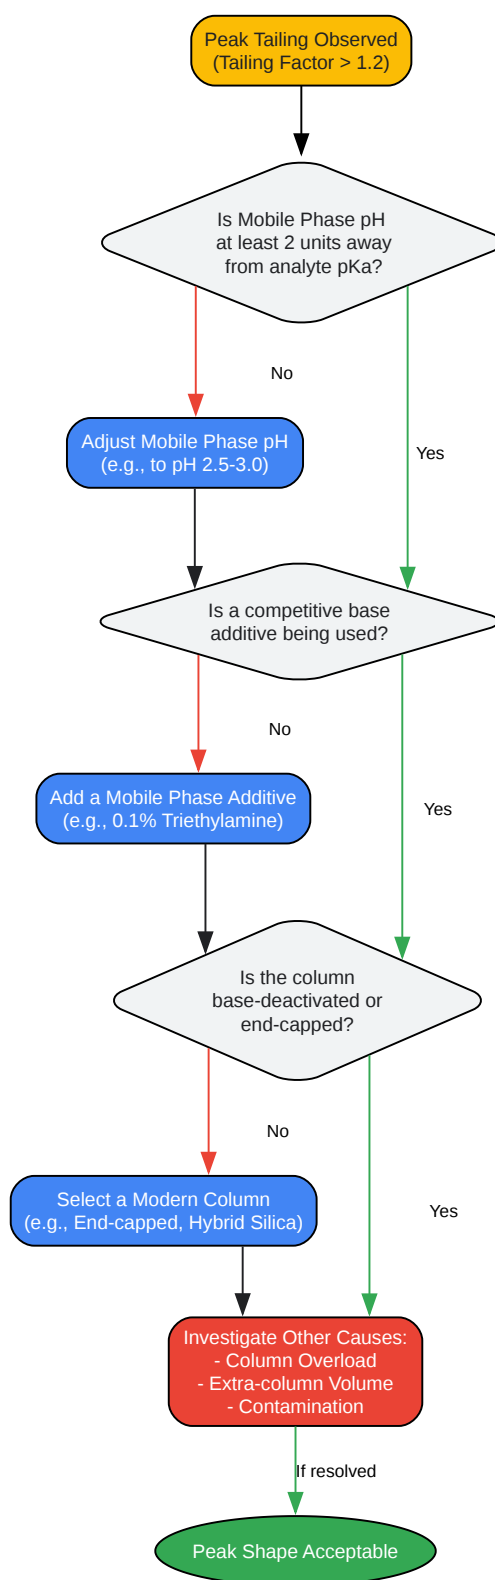 Peak Tailing Observed
(Tailing Factor > 1.2)
Is Mobile Phase pH
at least 2 units away
from analyte pKa?
No
Adjust Mobile Phase pH
(e.g., to pH 2.5-3.0)
Yes
Is a competitive base
additive being used?
No
Add a Mobile Phase Additive
(e.g., 0.1% Triethylamine)
Yes
Is the column
base-deactivated or
end-capped?
No
Select a Modern Column
(e.g., End-capped, Hybrid Silica)
Yes
Investigate Other Causes:
- Column Overload
- Extra-column Volume
- Contamination
If resolved
Peak Shape Acceptable